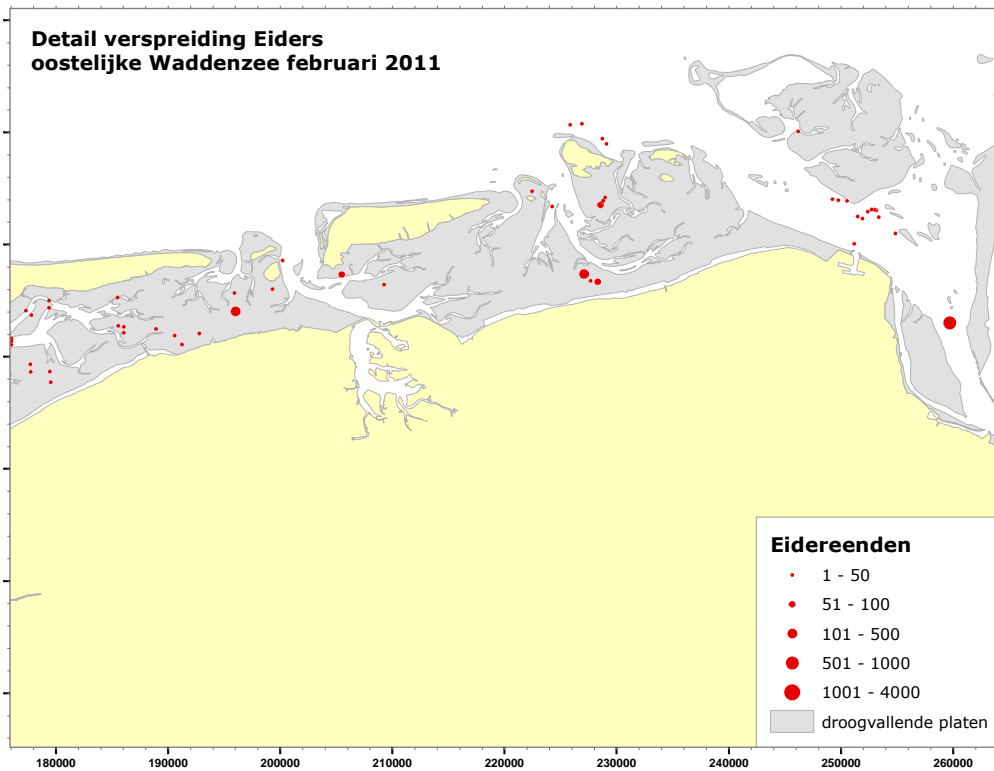 Detail verspreiding Eiders
oostelijke Waddenzee februari 2011
Eidereenden
1 - 50
51 - 100
101 - 500
501 - 1000
1001 - 4000
droogvallende platen
180000 190000 200000 210000 220000 230000 240000 250000 260000